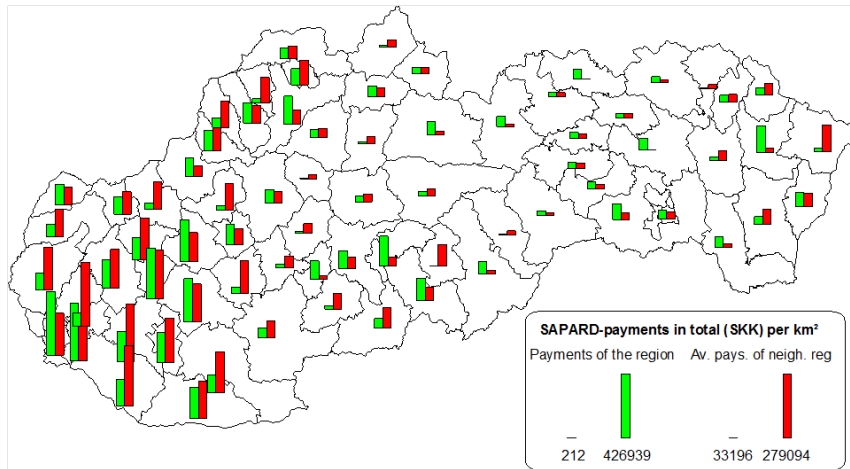 SAPARD-payments in total (SKK) per km²
Payments of the region Av. pays. of neigh. reg
212 426939 33196 279094